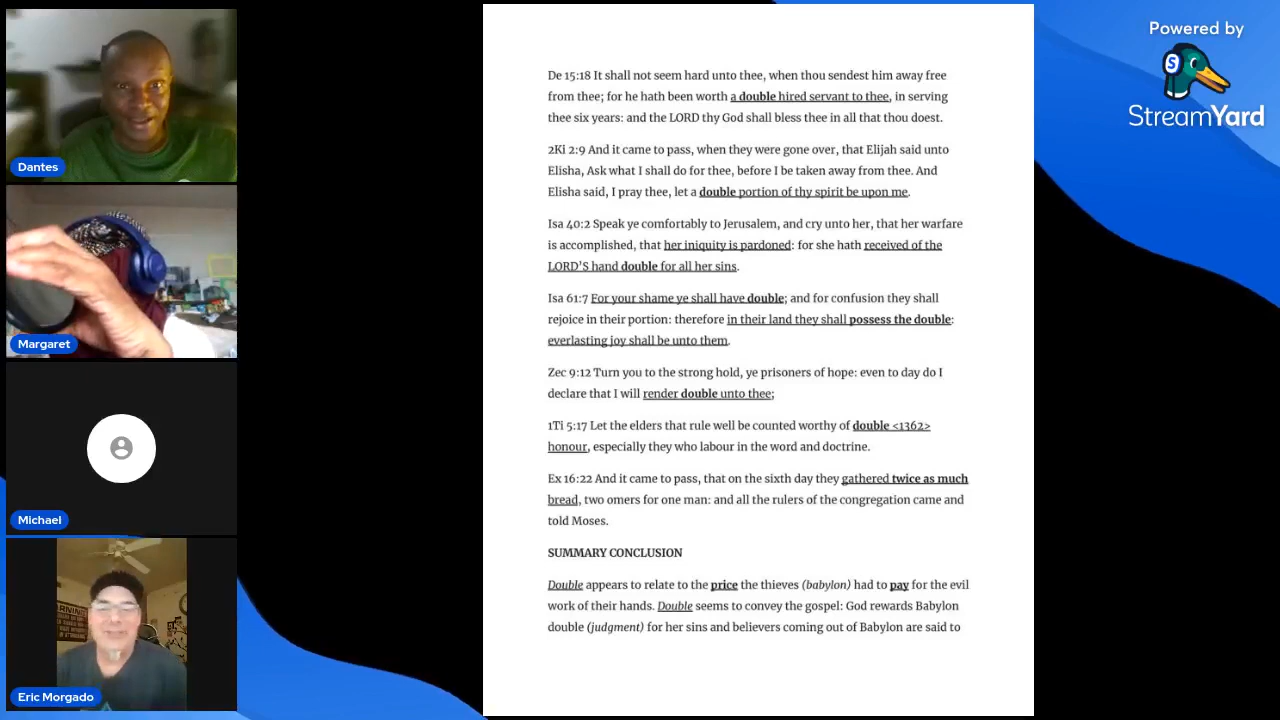 Dantes
Margaret
Michael
WARNING
Eric Morgado
De 15:18 It shall not seem hard unto thee, when thou sendest him away free
from thee; for he hath been worth a double hired servant to thee, in serving
thee six years: and the LORD thy God shall bless thee in all that thou doest.
2Ki 2:9 And it came to pass, when they were gone over, that Elijah said unto
Elisha, Ask what I shall do for thee, before I be taken away from thee. And
Elisha said, I pray thee, let a double portion of thy spirit be upon me.
Isa 40:2 Speak ye comfortably to Jerusalem, and cry unto her, that her warfare
is accomplished, that her iniquity is pardoned: for she hath received of the
LORD'S hand double for all her sins.
Isa 61:7 For your shame ye shall have double; and for confusion they shall
rejoice in their portion: therefore in their land they shall possess the double:
everlasting joy shall be unto them.
Zec 9:12 Turn you to the strong hold, ye prisoners of hope: even to day do I
declare that I will render double unto thee;
1Ti 5:17 Let the elders that rule well be counted worthy of double <1362>
honour, especially they who labour in the word and doctrine.
Ex 16:22 And it came to pass, that on the sixth day they gathered twice as much
bread, two omers for one man: and all the rulers of the congregation came and
told Moses.
SUMMARY CONCLUSION
Double appears to relate to the price the thieves (babylon) had to pay for the evil
work of their hands. Double seems to convey the gospel: God rewards Babylon
double (judgment) for her sins and believers coming out of Babylon are said to
Powered by
S
StreamYard